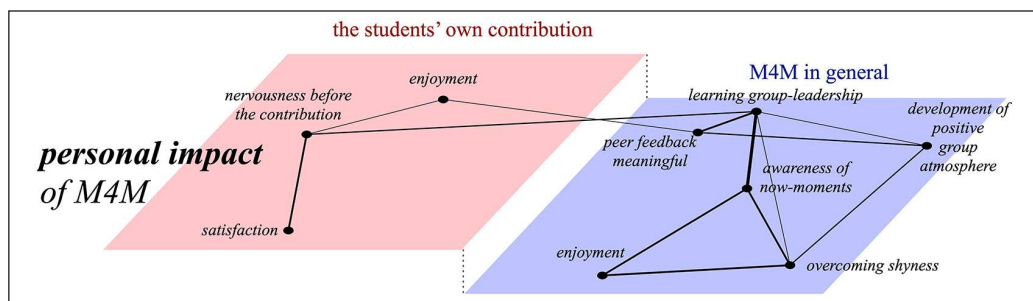 the students’ own contribution
enjoyment
nervousness before
the contribution
personal impact
of M4M
satisfaction
M4M in general
learning group-leadership
development of
positive
group
atmosphere
peer feedback
meaningful
awareness of
now-moments
enjoyment
overcoming shyness